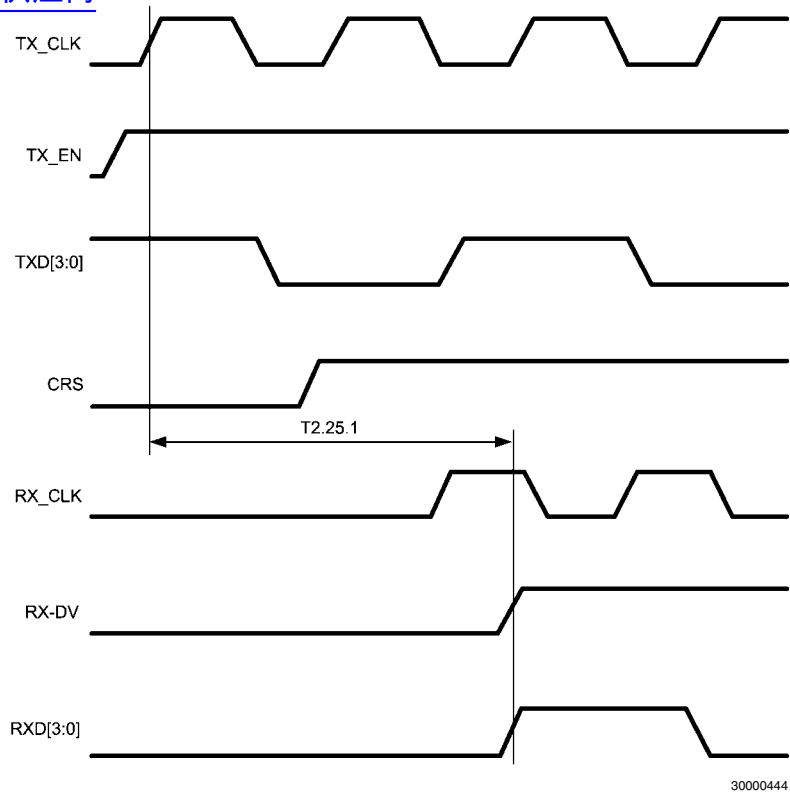 TX_CLK
TX_EN
TXD[3:0]
CRS
T2.25.1
RX_CLK
RX-DV
RXD[3:0]
30000444